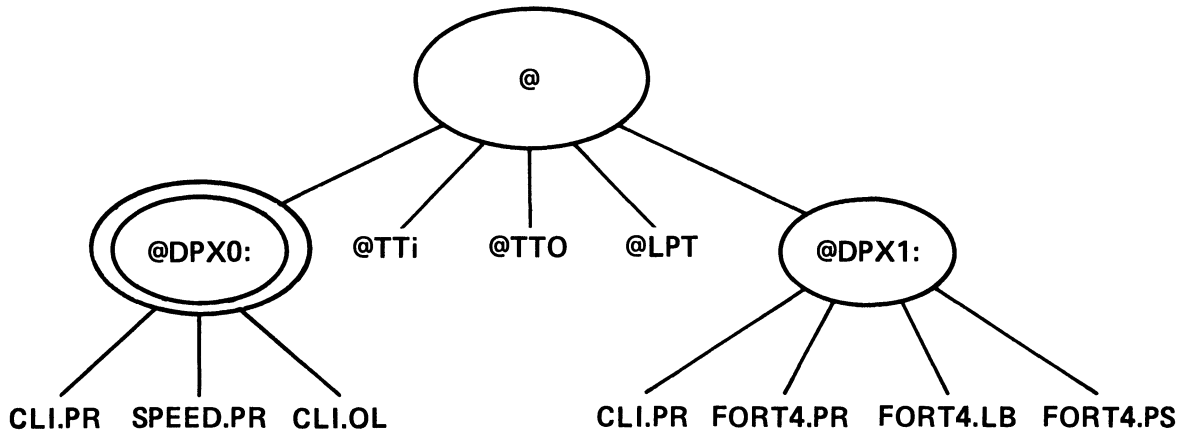 @
@DPX0: @TTi @TTO @LPT @DPX1:
CLI.PR SPEED.PR CLI.OL CLI.PR FORT4.PR FORT4.LB FORT4.PS